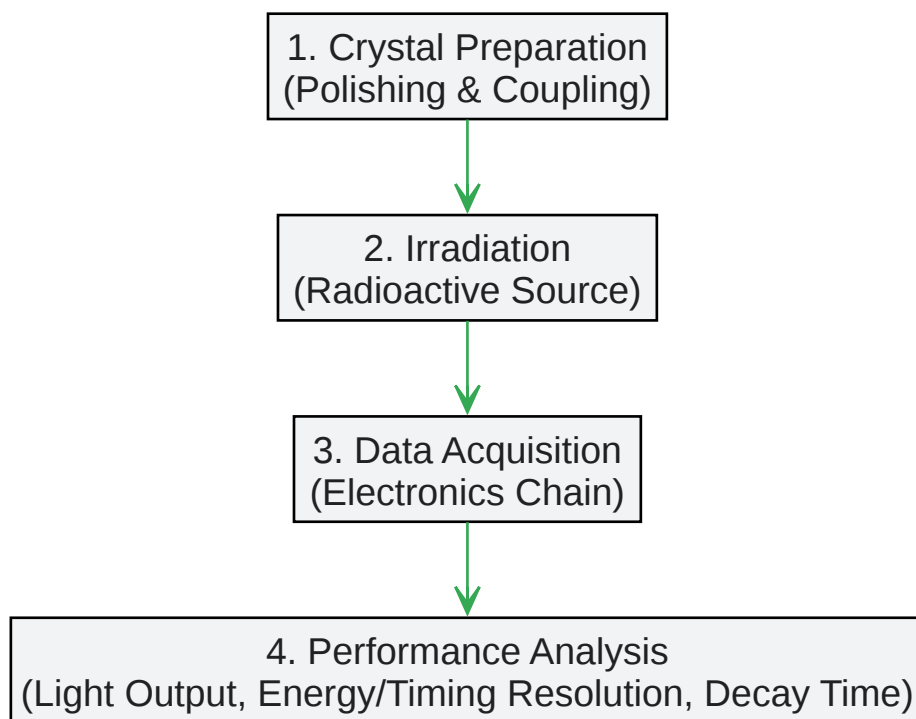 1. Crystal Preparation
(Polishing & Coupling)
2. Irradiation
(Radioactive Source)
3. Data Acquisition
(Electronics Chain)
4. Performance Analysis
(Light Output, Energy/Timing Resolution, Decay Time)